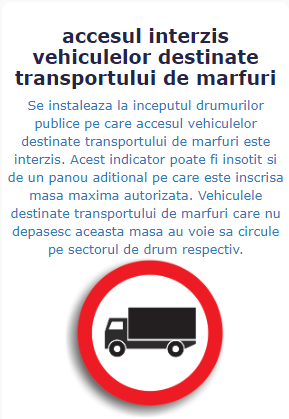 accesul interzis
vehiculelor destinate
transportului de marfuri
Se instaleaza la inceputul drumurilor
publice pe care accesul vehiculelor
destinate transportului de marfuri este
interzis. Acest indicator poate fi insotit si
de un panou aditional pe care este inscrisa
masa maxima autorizata. Vehiculele
destinate transportului de marfuri care nu
depasesc aceasta masa au voie sa circule
pe sectorul de drum respectiv.